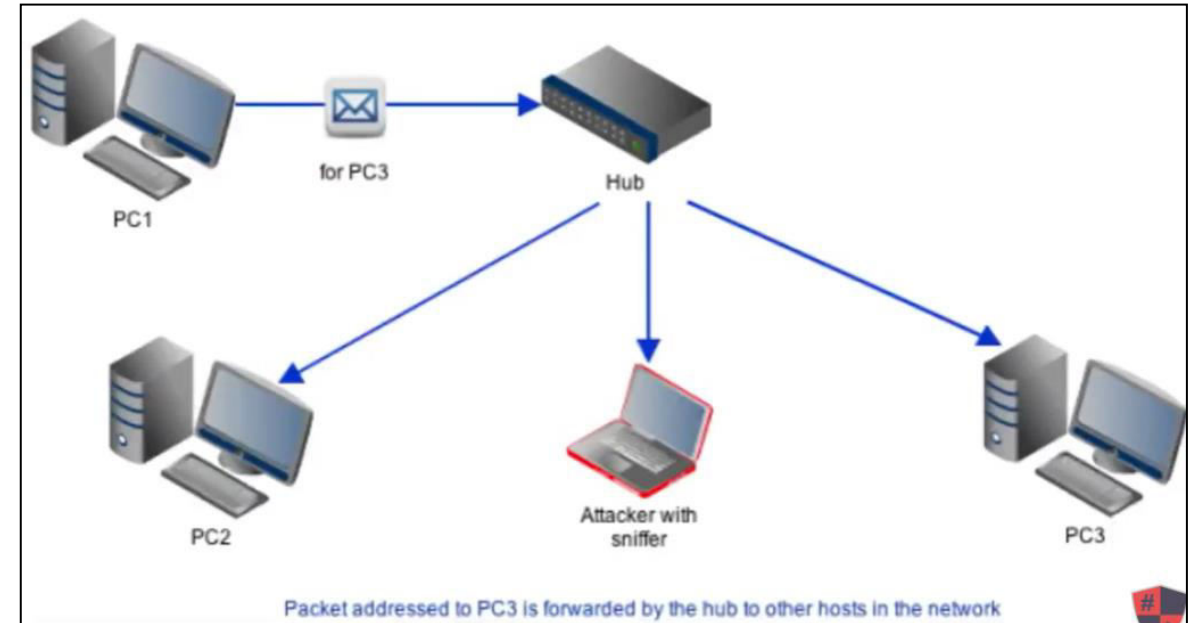 for PC3
Hub
PC1
PC2
Attacker with
sniffer
PC3
Packet addressed to PC3 is forwarded by the hub to other hosts in the network
#